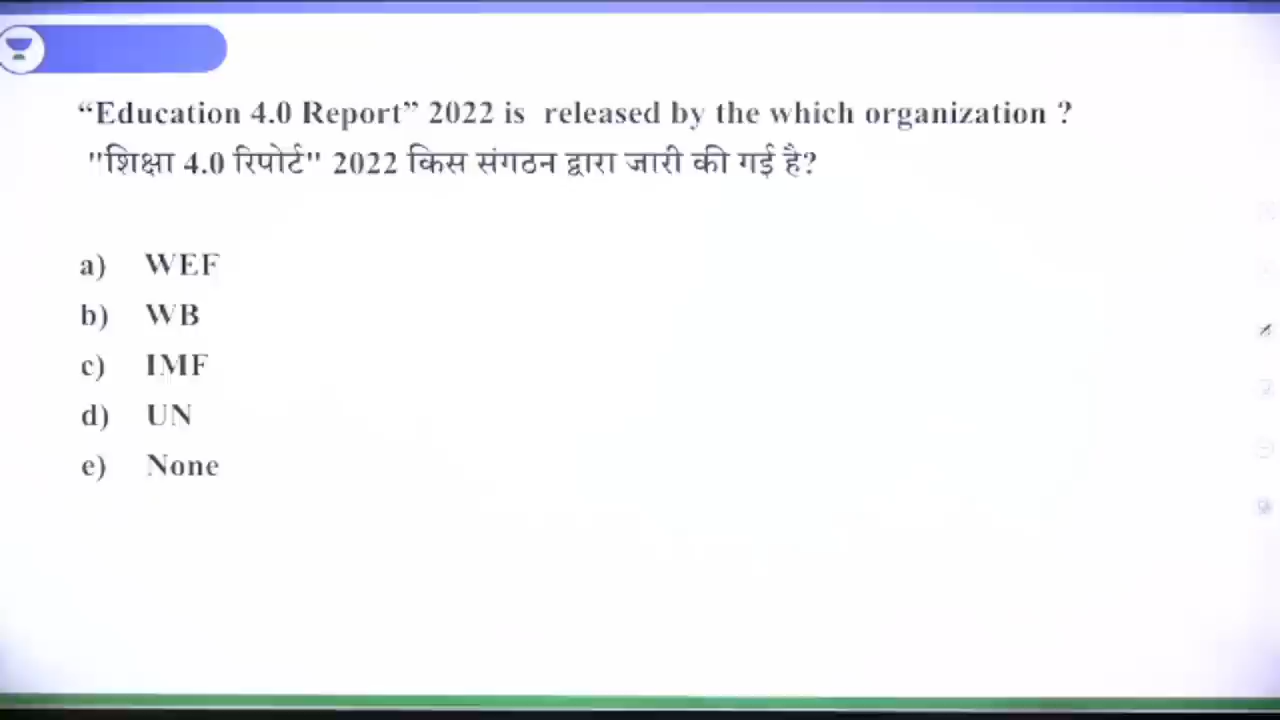 “Education 4.0 Report” 2022 is released by the which organization ?
"शिक्षा 4.0 रिपोर्ट" 2022 किस संगठन द्वारा जारी की गई है?
a) WEF
b) WB
c) IMF
d) UN
e) None